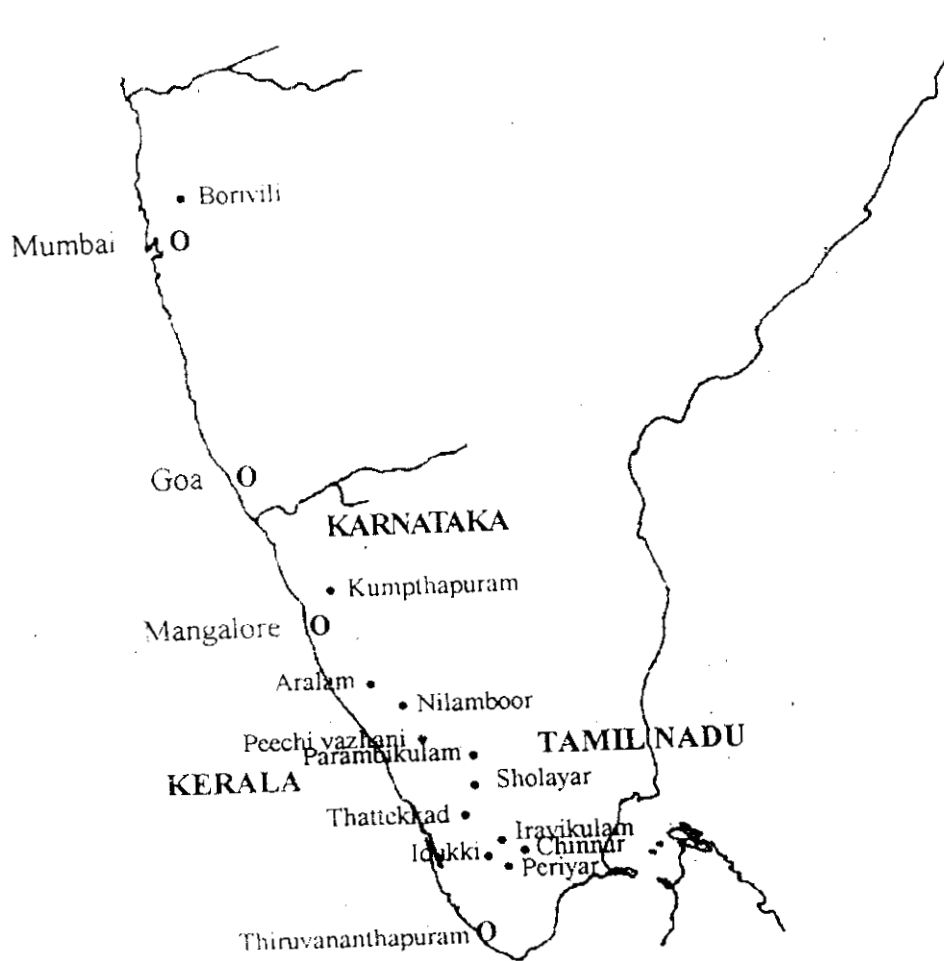 Borivili
Mumbai O
Goa O
KARNATAKA
Kumpthapuram
Mangalore O
Aralam
Nilamboor
Peechi vazhani
TAMIL NADU
Parambikulam
KERALA
Sholayar
Thattekkad
Iravikulam
Chinnar
Idukki
Periyar
Thiruvananthapuram O